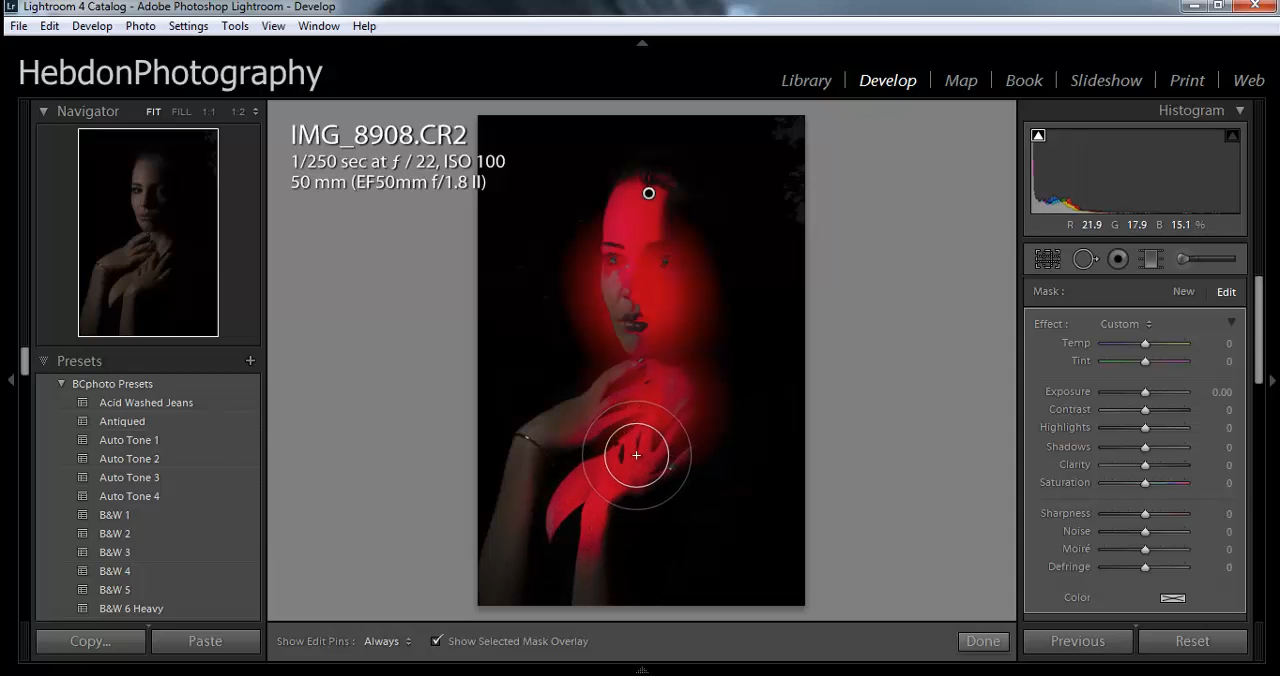 Lr Lightroom 4 Catalog - Adobe Photoshop Lightroom - Develop
File Edit Develop Photo Settings Tools View Window Help
HebdonPhotography
Library Develop Map Book Slideshow Print Web
Navigator FIT FILL 1:1 1:2
Presets
BCphoto Presets
Acid Washed Jeans
Antiqued
Auto Tone 1
Auto Tone 2
Auto Tone 3
Auto Tone 4
B&W 1
B&W 2
B&W 3
B&W 4
B&W 5
B&W 6 Heavy
Copy... Paste
IMG_8908.CR2
1/250 sec at ƒ / 22, ISO 100
50 mm (EF50mm f/1.8 II)
Show Edit Pins : Always Show Selected Mask Overlay Done
Histogram
R 21.9 G 17.9 B 15.1 %
Mask : New Edit
Effect : Custom
Temp 0
Tint 0
Exposure 0.00
Contrast 0
Highlights 0
Shadows 0
Clarity 0
Saturation 0
Sharpness 0
Noise 0
Moiré 0
Defringe 0
Color
Previous Reset